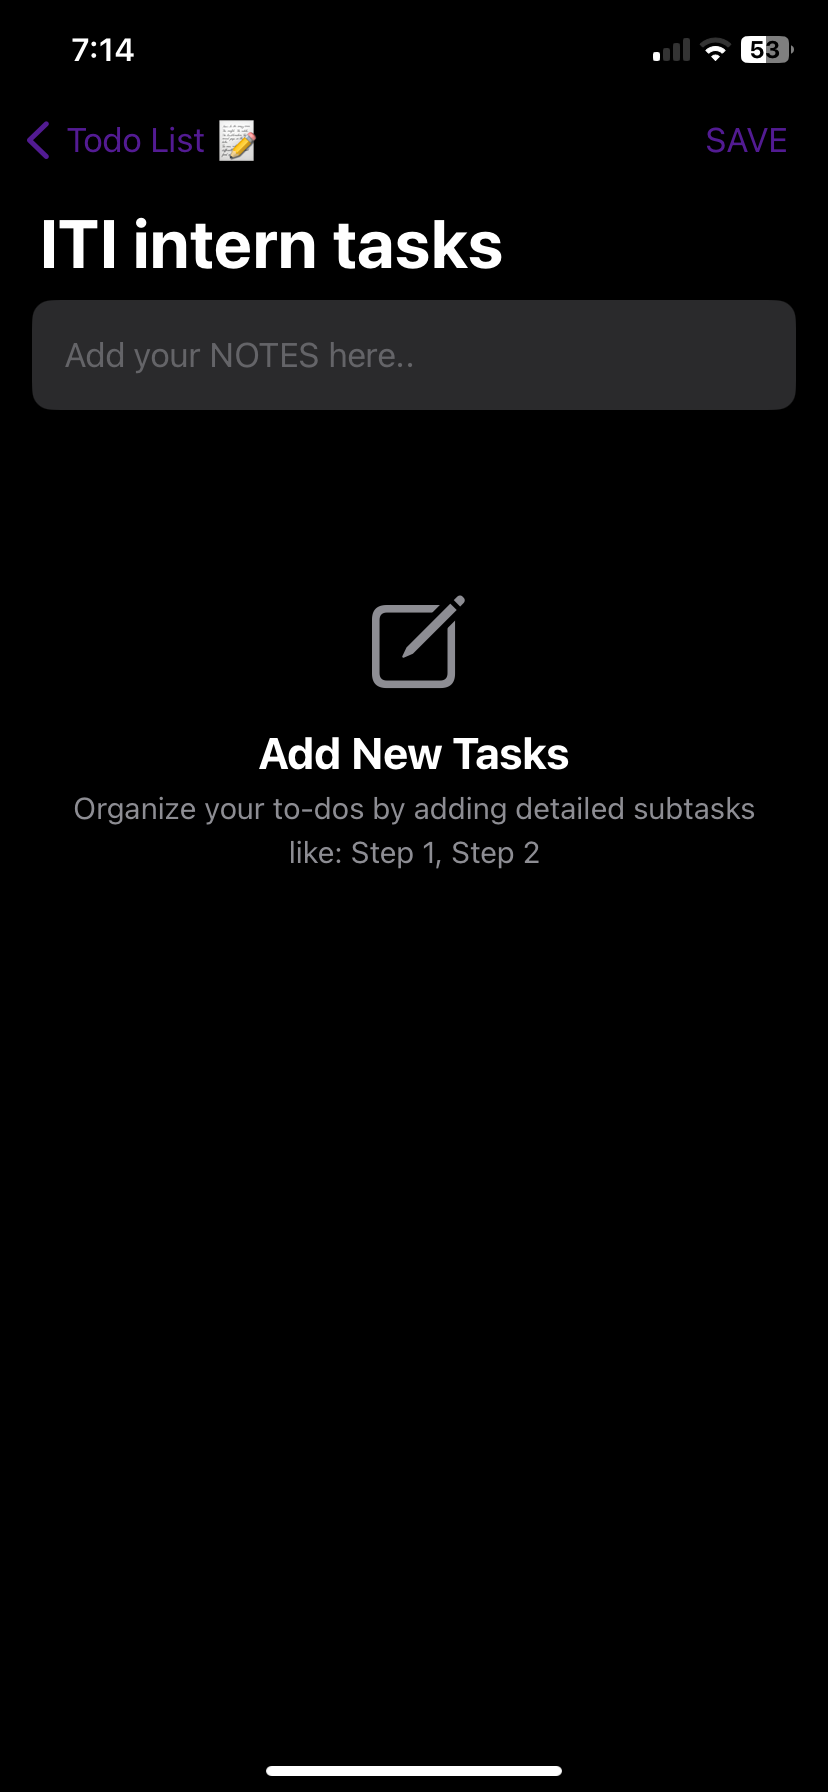 7:14
53
Todo List 📝
SAVE
ITI intern tasks
Add your NOTES here..
Add New Tasks
Organize your to-dos by adding detailed subtasks
like: Step 1, Step 2